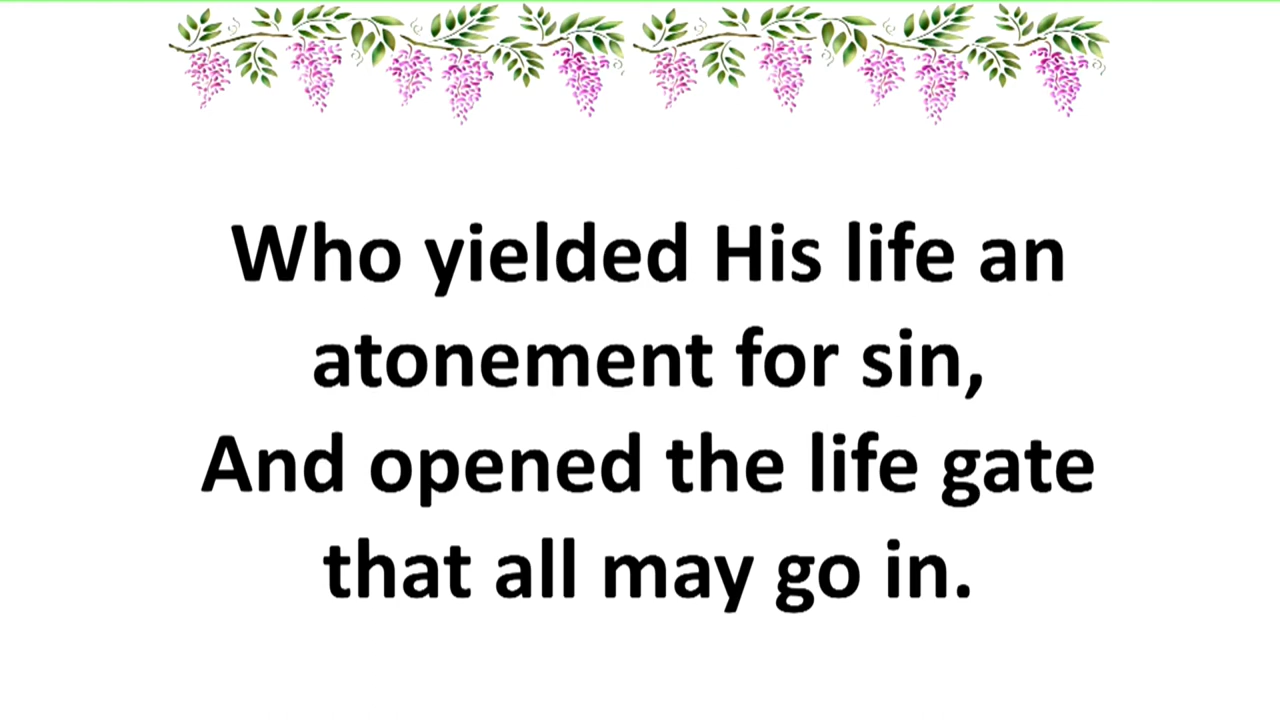 Who yielded His life an
atonement for sin,
And opened the life gate
that all may go in.